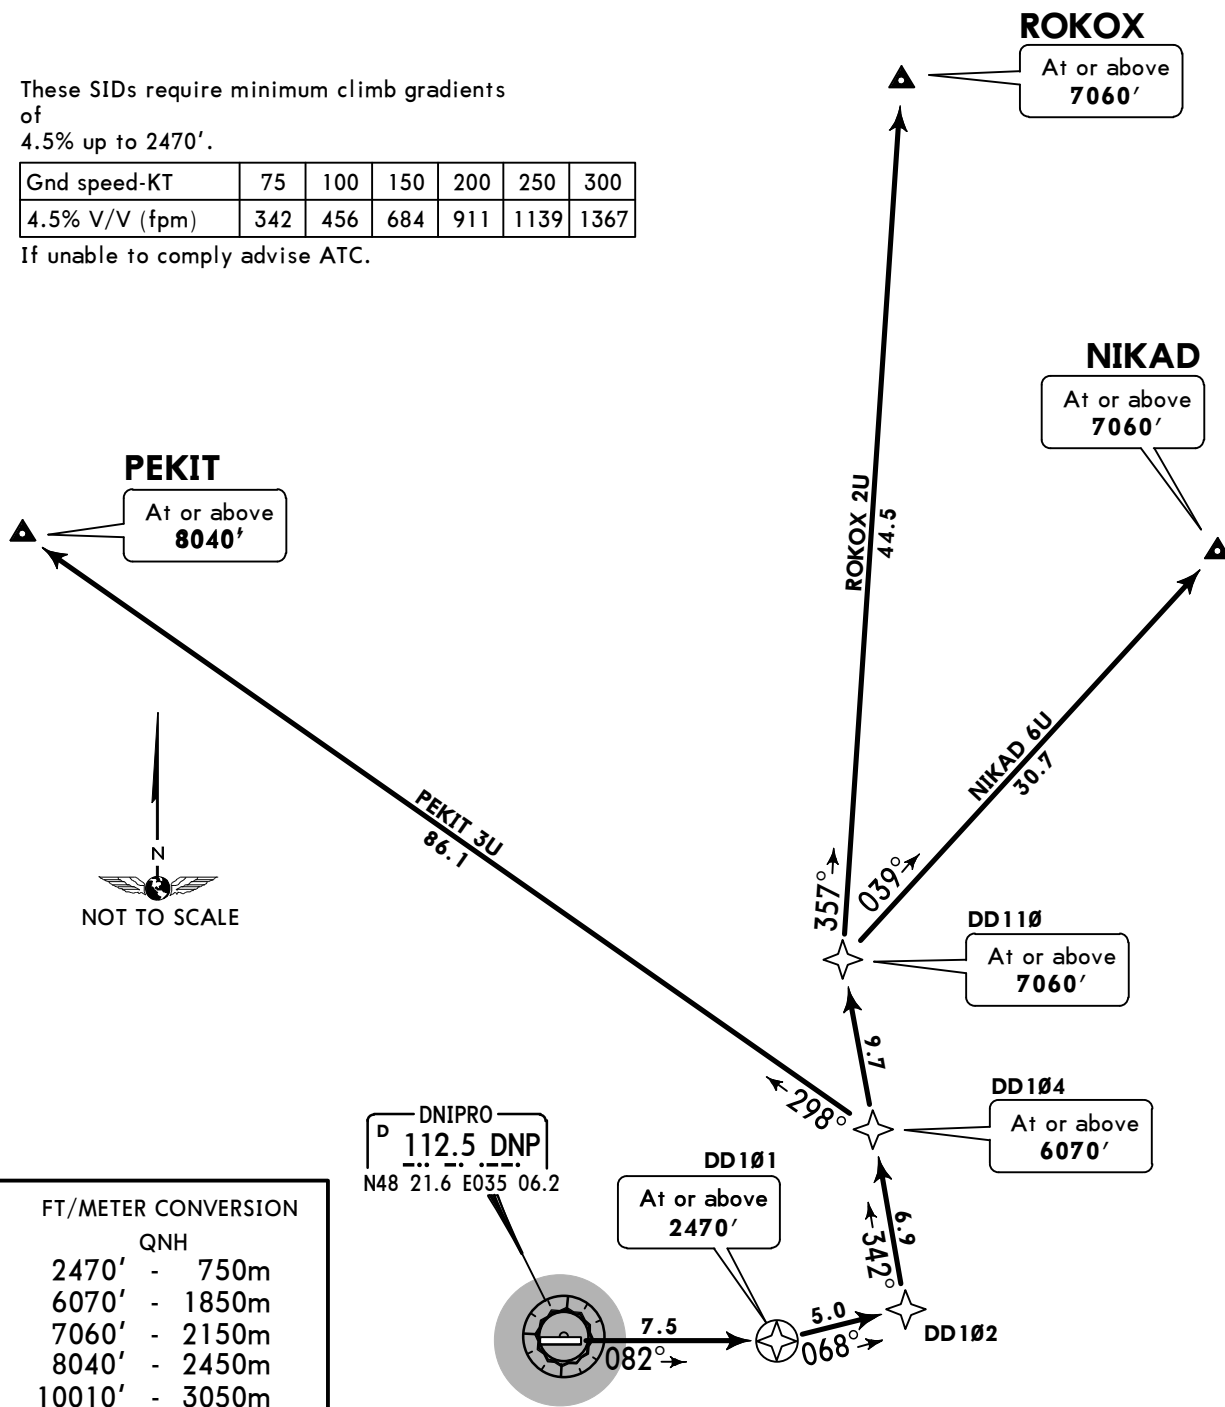 ROKOX
At or above
7060'
These SIDs require minimum climb gradients
of
4.5% up to 2470'.
Gnd speed-KT 75 100 150 200 250 300
4.5% V/V (fpm) 342 456 684 911 1139 1367
If unable to comply advise ATC.
NIKAD
At or above
7060'
PEKIT
At or above
8040'
ROKOX 2U
44.5
NIKAD 6U
30.7
PEKIT 3U
86.1
N
NOT TO SCALE
357°
039°
DD11Ø
At or above
7060'
9.7
298°
DD1Ø4
At or above
6070'
DNIPRO
D 112.5 DNP
N48 21.6 E035 06.2
DD1Ø1
At or above
2470'
6.9
342°
7.5
082°
5.0
068°
DD1Ø2
FT/METER CONVERSION
QNH
2470' - 750m
6070' - 1850m
7060' - 2150m
8040' - 2450m
10010' - 3050m